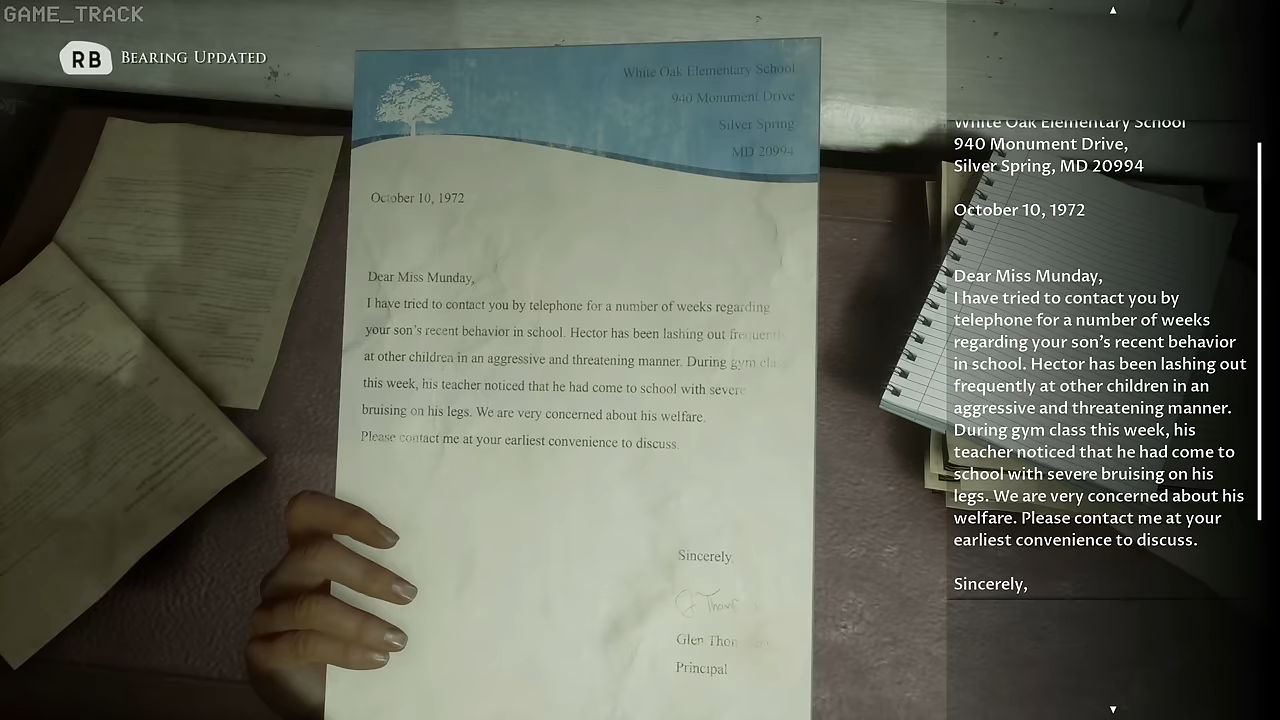 GAME_TRACK
RB Bearing Updated
White Oak Elementary School
940 Monument Drive
Silver Spring
MD 20994
October 10, 1972
Dear Miss Munday,
I have tried to contact you by telephone for a number of weeks regarding
your son's recent behavior in school. Hector has been lashing out frequently
at other children in an aggressive and threatening manner. During gym class
this week, his teacher noticed that he had come to school with severe
bruising on his legs. We are very concerned about his welfare.
Please contact me at your earliest convenience to discuss.
Sincerely
Glen
Principal
White Oak Elementary School
940 Monument Drive,
Silver Spring, MD 20994
October 10, 1972
Dear Miss Munday,
I have tried to contact you by
telephone for a number of weeks
regarding your son's recent behavior
in school. Hector has been lashing out
frequently at other children in an
aggressive and threatening manner.
During gym class this week, his
teacher noticed that he had come to
school with severe bruising on his
legs. We are very concerned about his
welfare. Please contact me at your
earliest convenience to discuss.
Sincerely,